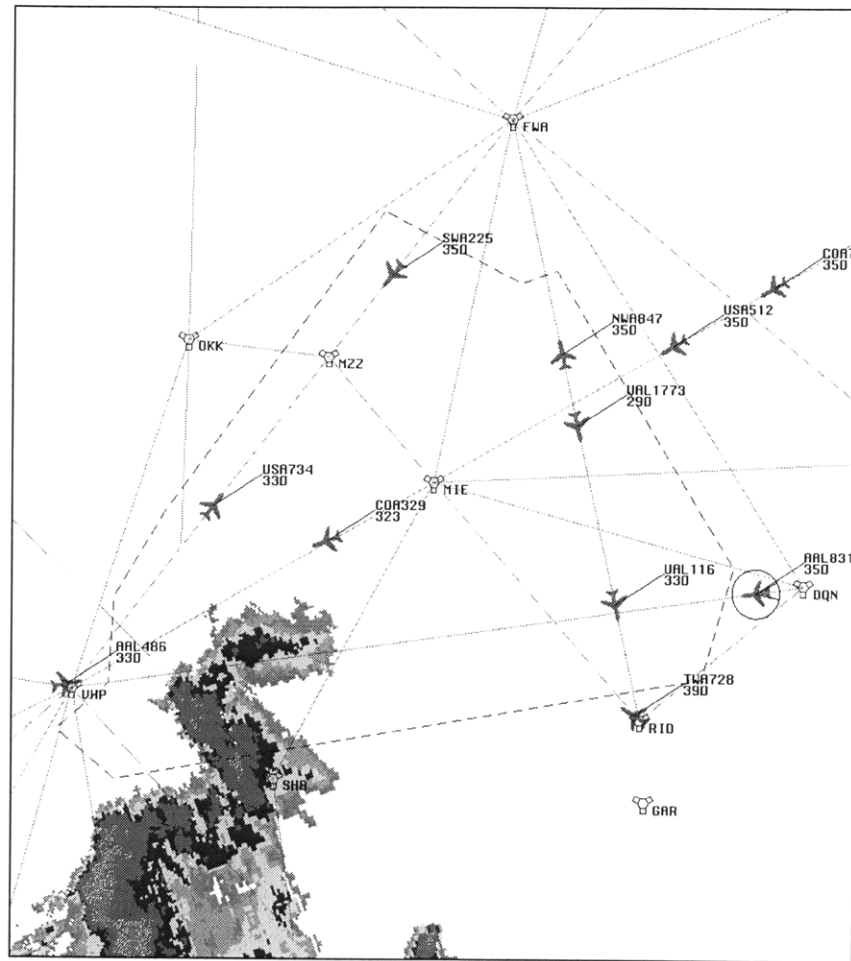 FWA
SWA225
350
COA7
350
USA512
350
NWA847
350
OKK
MZZ
UAL1773
290
USA734
330
MIE
COA329
323
UAL116
330
AAL831
350
DQN
AAL486
330
VHP
TWA728
390
RID
SHB
GAR